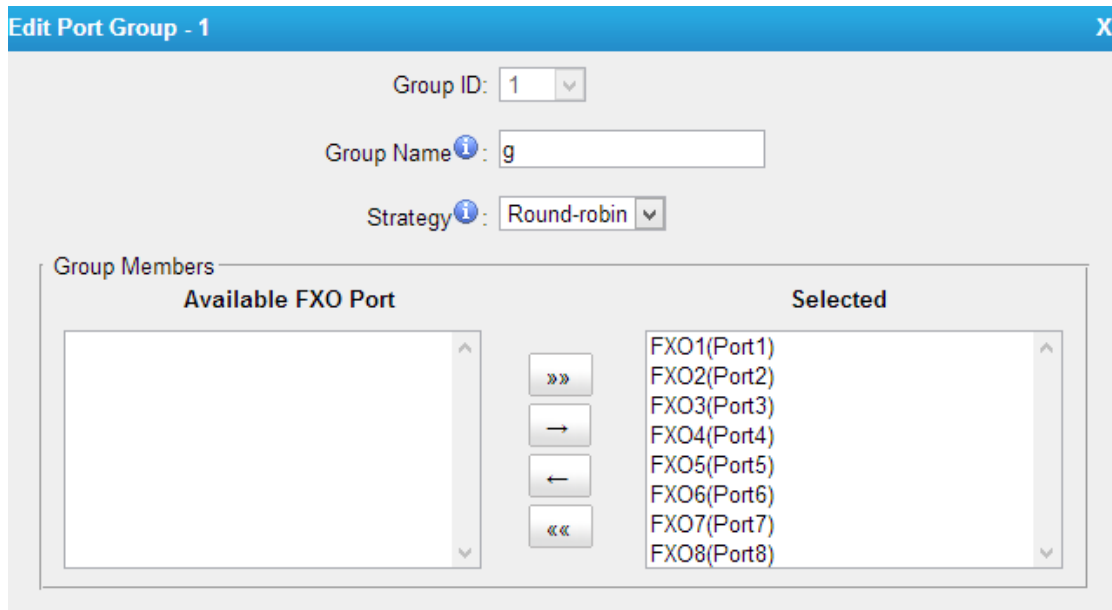 Edit Port Group - 1 X
Group ID: 1
Group Name : g
Strategy : Round-robin
Group Members
Available FXO Port Selected
FXO1(Port1)
FXO2(Port2)
FXO3(Port3)
FXO4(Port4)
FXO5(Port5)
FXO6(Port6)
FXO7(Port7)
FXO8(Port8)
»»
→
←
««